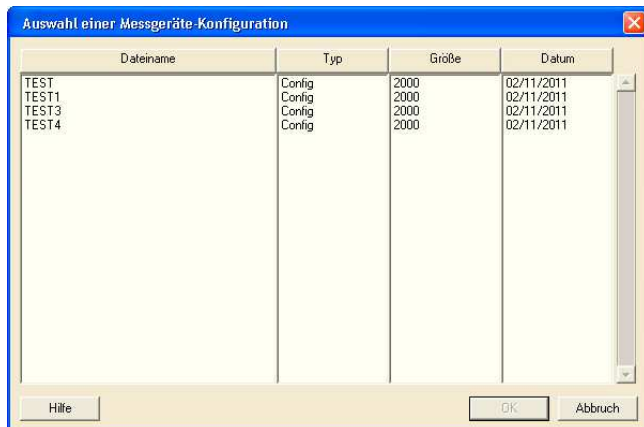 Auswahl einer Messgeräte-Konfiguration
Dateiname Typ Größe Datum
TEST Config 2000 02/11/2011
TEST1 Config 2000 02/11/2011
TEST3 Config 2000 02/11/2011
TEST4 Config 2000 02/11/2011
Hilfe OK Abbruch